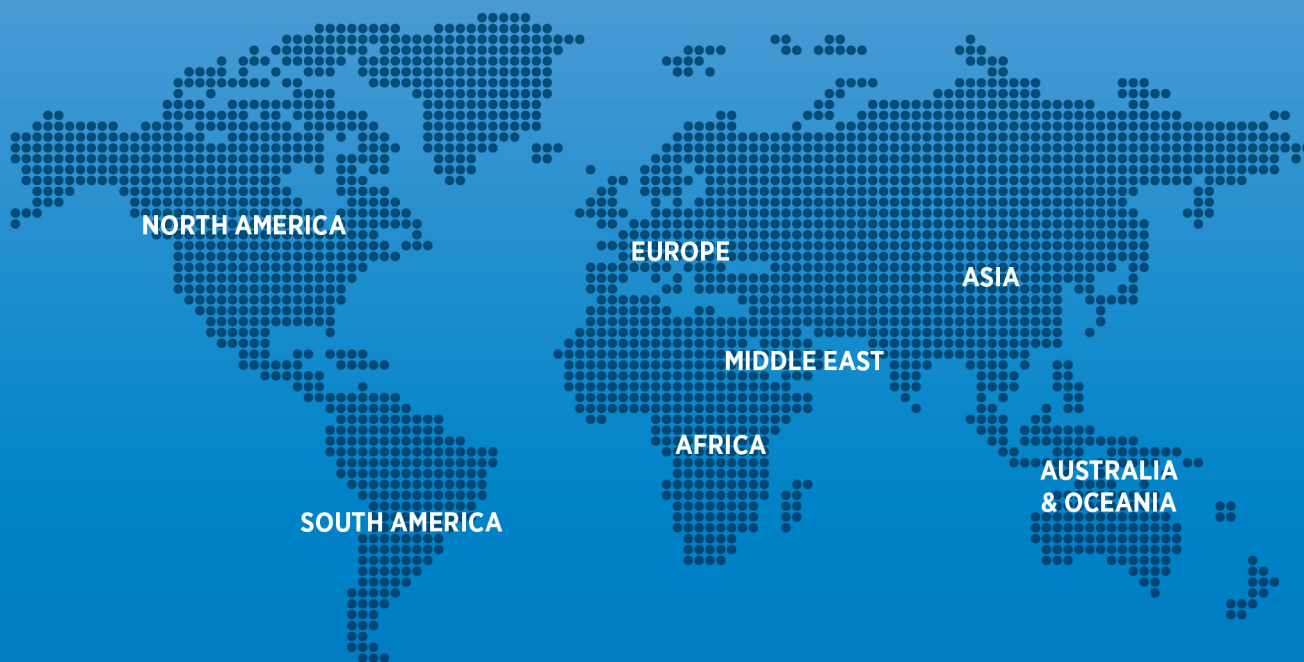 NORTH AMERICA
EUROPE
ASIA
MIDDLE EAST
AFRICA
AUSTRALIA
& OCEANIA
SOUTH AMERICA